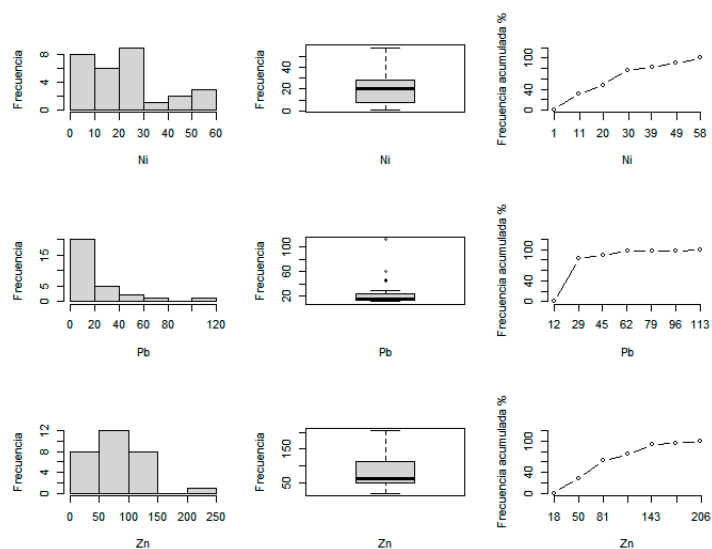 Frecuencia
0 4 8
0 10 20 30 40 50 60
Ni
Frecuencia
0 20 40
Ni
Frecuencia acumulada %
0 40 100
1 11 20 30 39 49 58
Ni
Frecuencia
0 5 15
0 20 40 60 80 120
Pb
Frecuencia
20 60 100
Pb
Frecuencia acumulada %
0 40 100
12 29 45 62 79 96 113
Pb
Frecuencia
0 4 8 12
0 50 100 150 200 250
Zn
Frecuencia
50 150
Zn
Frecuencia acumulada %
0 40 100
18 50 81 143 206
Zn